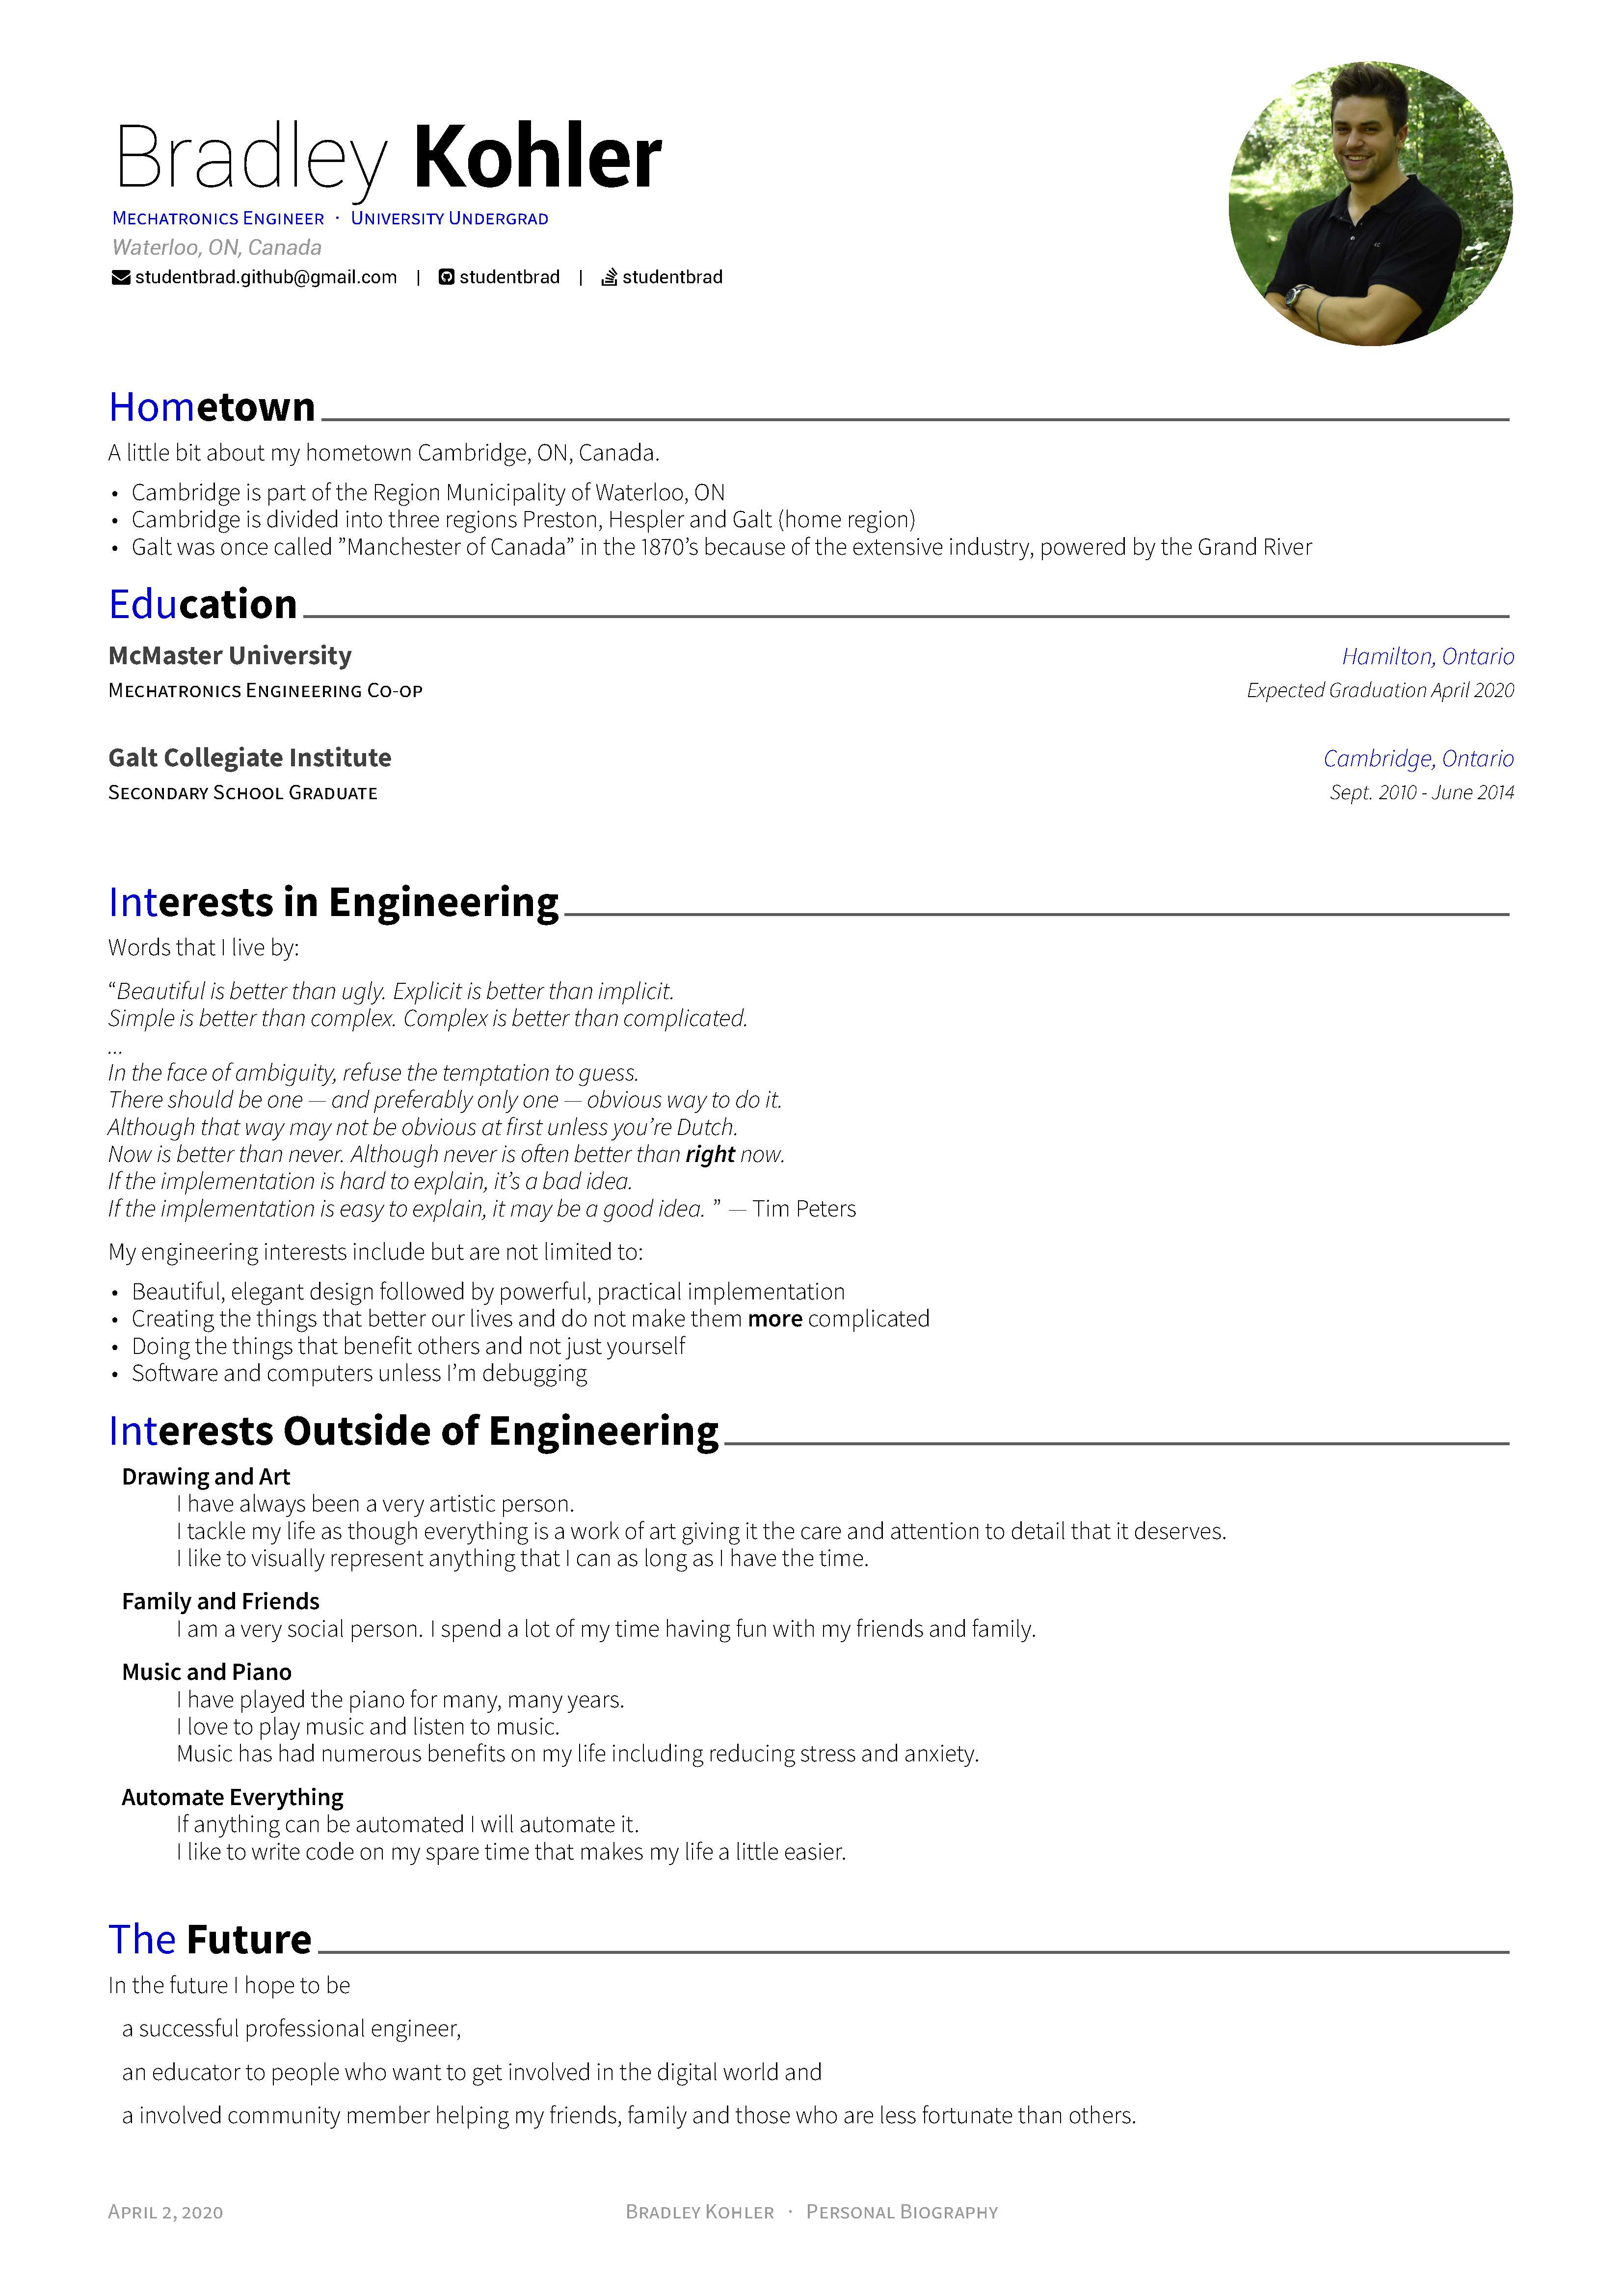 Bradley Kohler
Mechatronics Engineer · University Undergrad
Waterloo, ON, Canada
studentbrad.github@gmail.com | studentbrad | studentbrad
Hometown
A little bit about my hometown Cambridge, ON, Canada.
• Cambridge is part of the Region Municipality of Waterloo, ON
• Cambridge is divided into three regions Preston, Hespler and Galt (home region)
• Galt was once called ”Manchester of Canada” in the 1870’s because of the extensive industry, powered by the Grand River
Education
McMaster University Hamilton, Ontario
Mechatronics Engineering Co-op Expected Graduation April 2020
Galt Collegiate Institute Cambridge, Ontario
Secondary School Graduate Sept. 2010 - June 2014
Interests in Engineering
Words that I live by:
“Beautiful is better than ugly. Explicit is better than implicit.
Simple is better than complex. Complex is better than complicated.
...
In the face of ambiguity, refuse the temptation to guess.
There should be one — and preferably only one — obvious way to do it.
Although that way may not be obvious at first unless you’re Dutch.
Now is better than never. Although never is often better than right now.
If the implementation is hard to explain, it’s a bad idea.
If the implementation is easy to explain, it may be a good idea. ” — Tim Peters
My engineering interests include but are not limited to:
• Beautiful, elegant design followed by powerful, practical implementation
• Creating the things that better our lives and do not make them more complicated
• Doing the things that benefit others and not just yourself
• Software and computers unless I’m debugging
Interests Outside of Engineering
Drawing and Art
I have always been a very artistic person.
I tackle my life as though everything is a work of art giving it the care and attention to detail that it deserves.
I like to visually represent anything that I can as long as I have the time.
Family and Friends
I am a very social person. I spend a lot of my time having fun with my friends and family.
Music and Piano
I have played the piano for many, many years.
I love to play music and listen to music.
Music has had numerous benefits on my life including reducing stress and anxiety.
Automate Everything
If anything can be automated I will automate it.
I like to write code on my spare time that makes my life a little easier.
The Future
In the future I hope to be
a successful professional engineer,
an educator to people who want to get involved in the digital world and
a involved community member helping my friends, family and those who are less fortunate than others.
April 2, 2020 Bradley Kohler · Personal Biography